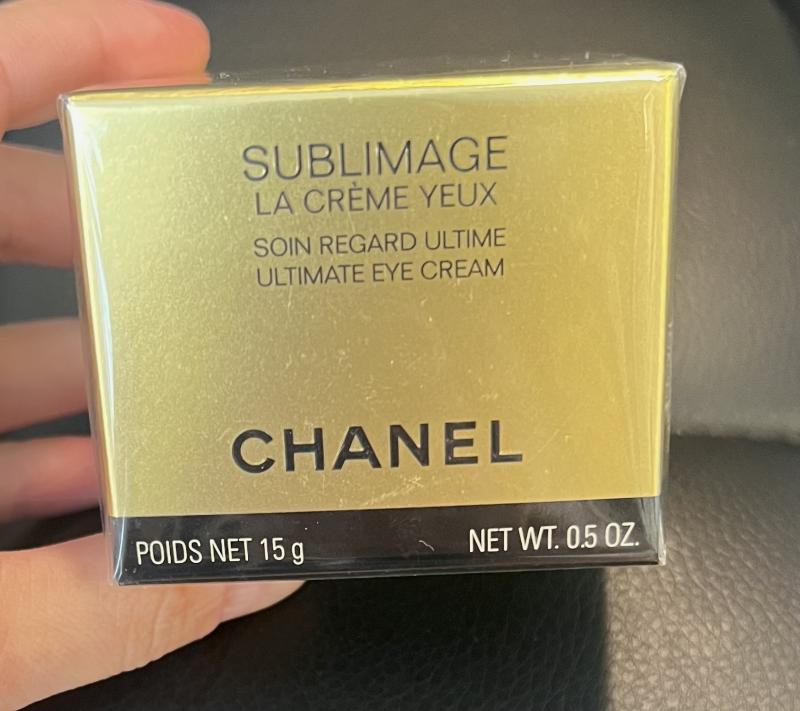 SUBLIMAGE
LA CRÈME YEUX
SOIN REGARD ULTIME
ULTIMATE EYE CREAM
CHANEL
POIDS NET 15 g NET WT. 0.5 OZ.